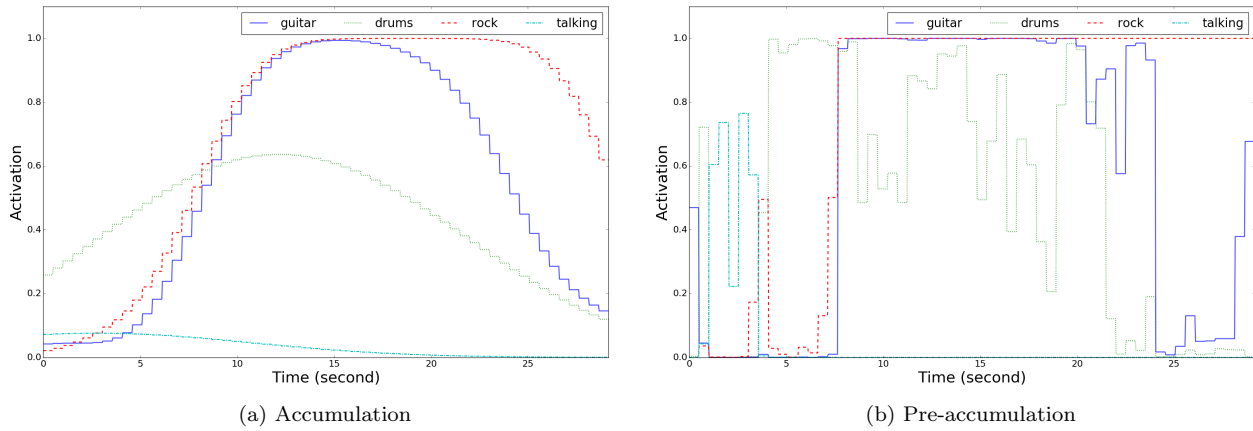 guitar drums rock talking
1.0
0.8
0.6
0.4
0.2
0.0
Activation
0 5 10 15 20 25
Time (second)
(a) Accumulation
guitar drums rock talking
1.0
0.8
0.6
0.4
0.2
0.0
Activation
0 5 10 15 20 25
Time (second)
(b) Pre-accumulation